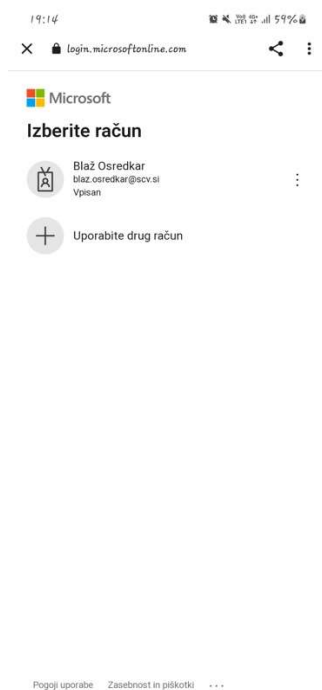 19:14
59%
login.microsoftonline.com
Microsoft
Izberite račun
Blaž Osredkar
blaz.osredkar@scv.si
Vpisan
Uporabite drug račun
Pogoji uporabe Zasebnost in piškotki